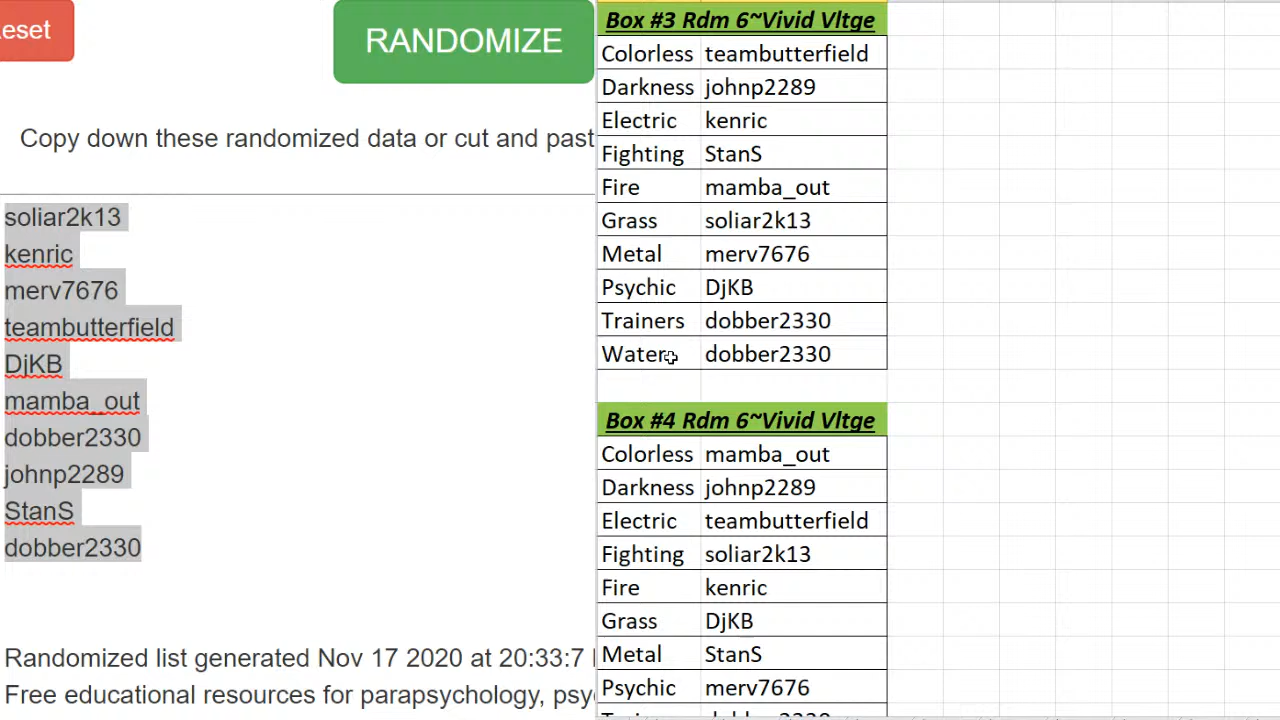 eset
RANDOMIZE
Copy down these randomized data or cut and past
soliar2k13
kenric
merv7676
teambutterfield
DjKB
mamba_out
dobber2330
johnp2289
StanS
dobber2330
Randomized list generated Nov 17 2020 at 20:33:7
Free educational resources for parapsychology, psy
Box #3 Rdm 6~Vivid Vltge
Colorless teambutterfield
Darkness johnp2289
Electric kenric
Fighting StanS
Fire mamba_out
Grass soliar2k13
Metal merv7676
Psychic DjKB
Trainers dobber2330
Water dobber2330
Box #4 Rdm 6~Vivid Vltge
Colorless mamba_out
Darkness johnp2289
Electric teambutterfield
Fighting soliar2k13
Fire kenric
Grass DjKB
Metal StanS
Psychic merv7676